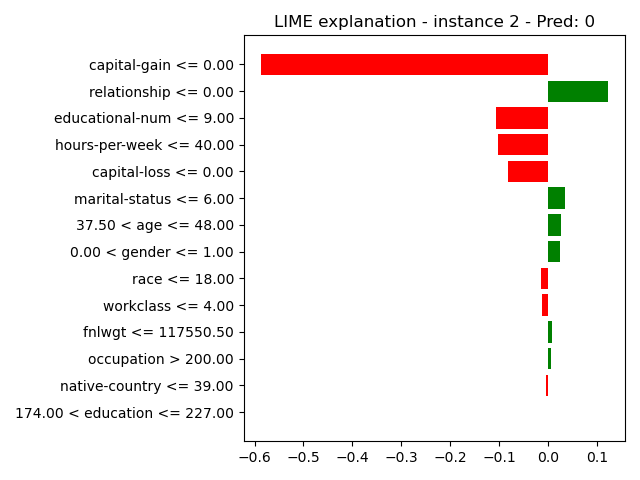 LIME explanation - instance 2 - Pred: 0
capital-gain <= 0.00
relationship <= 0.00
educational-num <= 9.00
hours-per-week <= 40.00
capital-loss <= 0.00
marital-status <= 6.00
37.50 < age <= 48.00
0.00 < gender <= 1.00
race <= 18.00
workclass <= 4.00
fnlwgt <= 117550.50
occupation > 200.00
native-country <= 39.00
174.00 < education <= 227.00
−0.6 −0.5 −0.4 −0.3 −0.2 −0.1 0.0 0.1